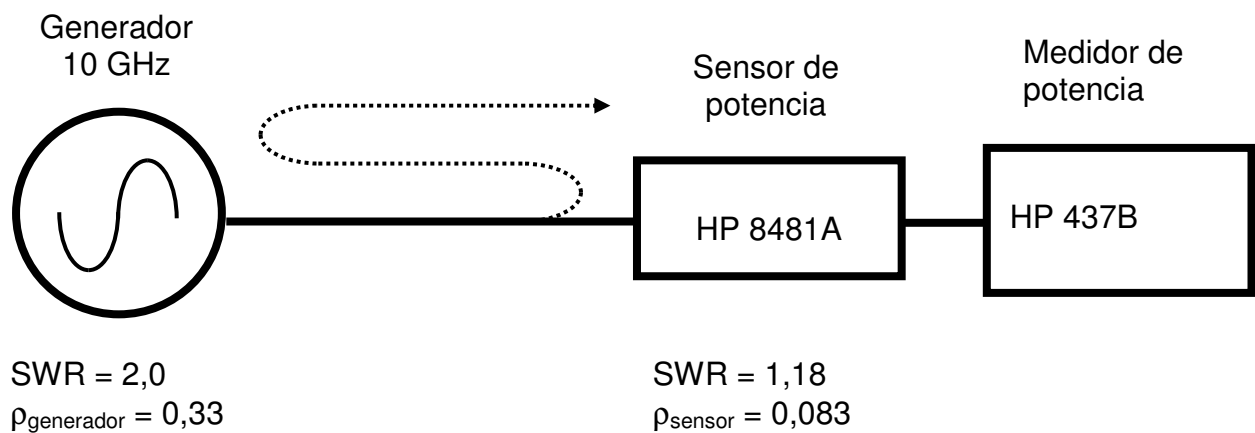 Generador
10 GHz
Sensor de
potencia
Medidor de
potencia
HP 8481A
HP 437B
SWR = 2,0
ρgenerador = 0,33
SWR = 1,18
ρsensor = 0,083